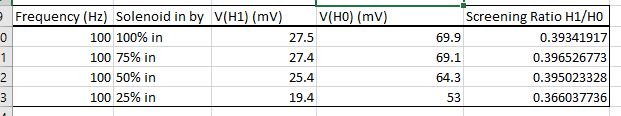 9 Frequency (Hz) Solenoid in by V(H1) (mV) V(H0) (mV) Screening Ratio H1/H0
0 100 100% in 27.5 69.9 0.39341917
1 100 75% in 27.4 69.1 0.396526773
2 100 50% in 25.4 64.3 0.395023328
3 100 25% in 19.4 53 0.366037736